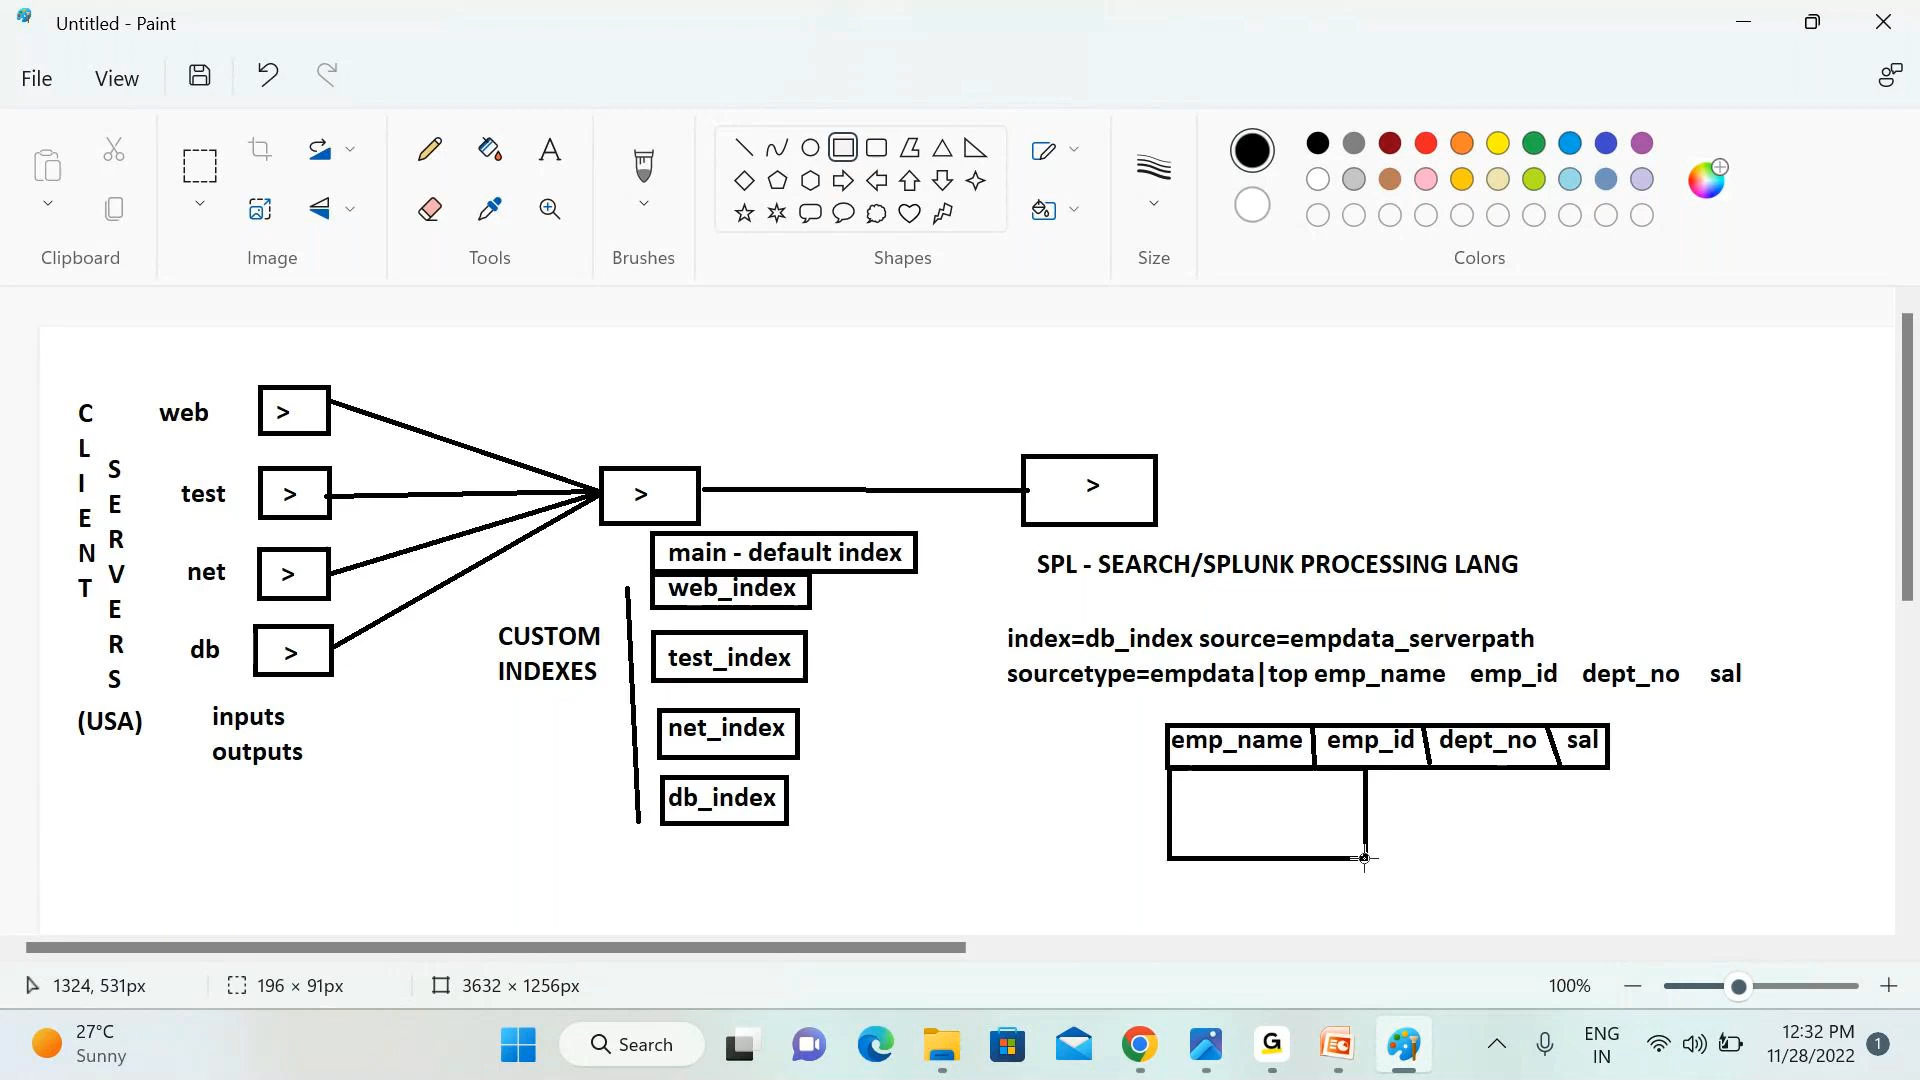 Untitled - Paint
File
View
Clipboard
Image
Tools
Brushes
Shapes
Size
Colors
C
L
I
E
N
T
S
E
R
V
E
R
S
(USA)
web
>
test
>
net
>
db
>
inputs
outputs
>
main - default index
web_index
CUSTOM
INDEXES
test_index
net_index
db_index
>
SPL - SEARCH/SPLUNK PROCESSING LANG
index=db_index source=empdata_serverpath
sourcetype=empdata|top emp_name emp_id dept_no sal
emp_name emp_id dept_no sal
1324, 531px
196 × 91px
3632 × 1256px
100%
27°C
Sunny
Search
ENG
IN
12:32 PM
11/28/2022
1